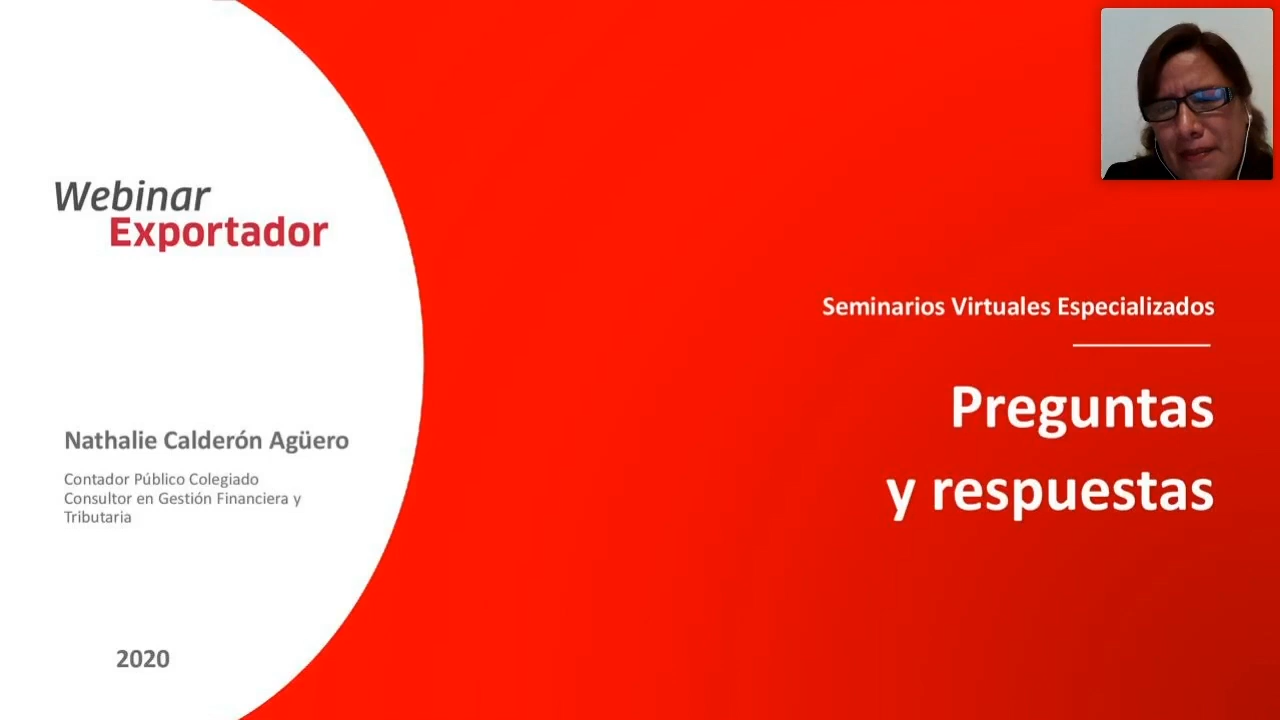 Webinar
Exportador
Nathalie Calderón Agüero
Contador Público Colegiado
Consultor en Gestión Financiera y
Tributaria
2020
Seminarios Virtuales Especializados
Preguntas
y respuestas